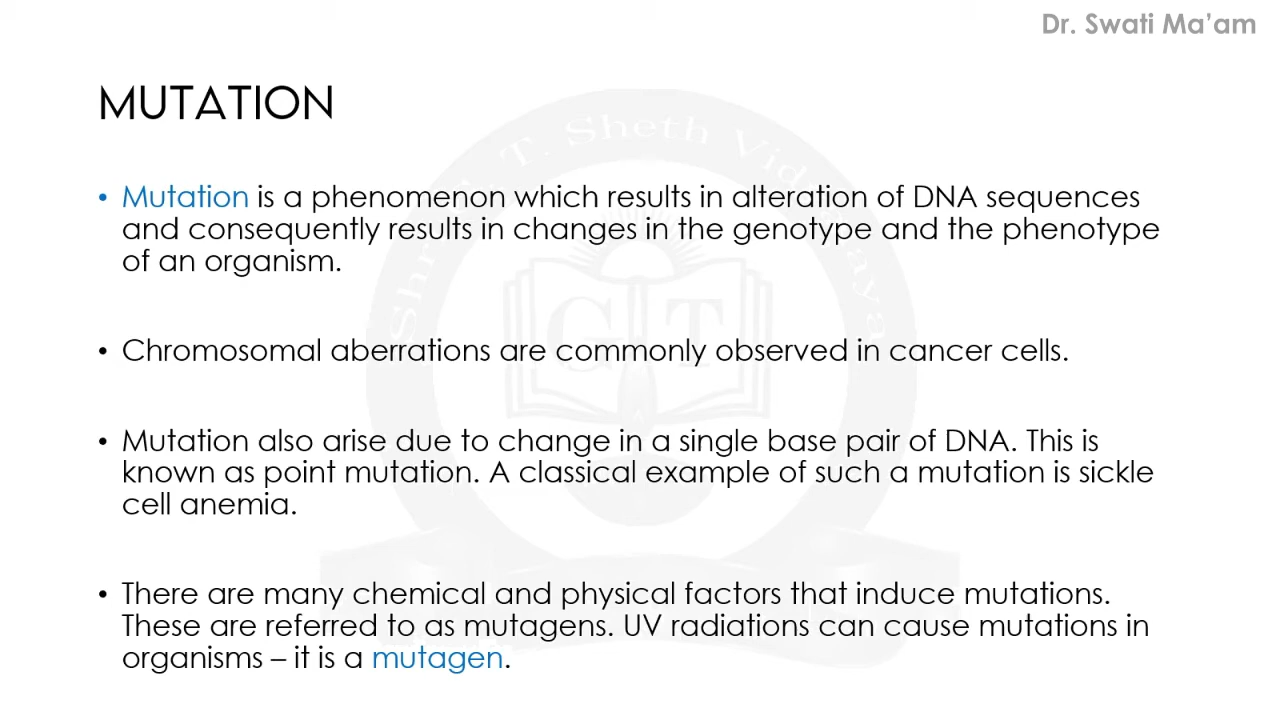 Dr. Swati Ma’am
MUTATION
• Mutation is a phenomenon which results in alteration of DNA sequences
and consequently results in changes in the genotype and the phenotype
of an organism.
• Chromosomal aberrations are commonly observed in cancer cells.
• Mutation also arise due to change in a single base pair of DNA. This is
known as point mutation. A classical example of such a mutation is sickle
cell anemia.
• There are many chemical and physical factors that induce mutations.
These are referred to as mutagens. UV radiations can cause mutations in
organisms – it is a mutagen.
G T